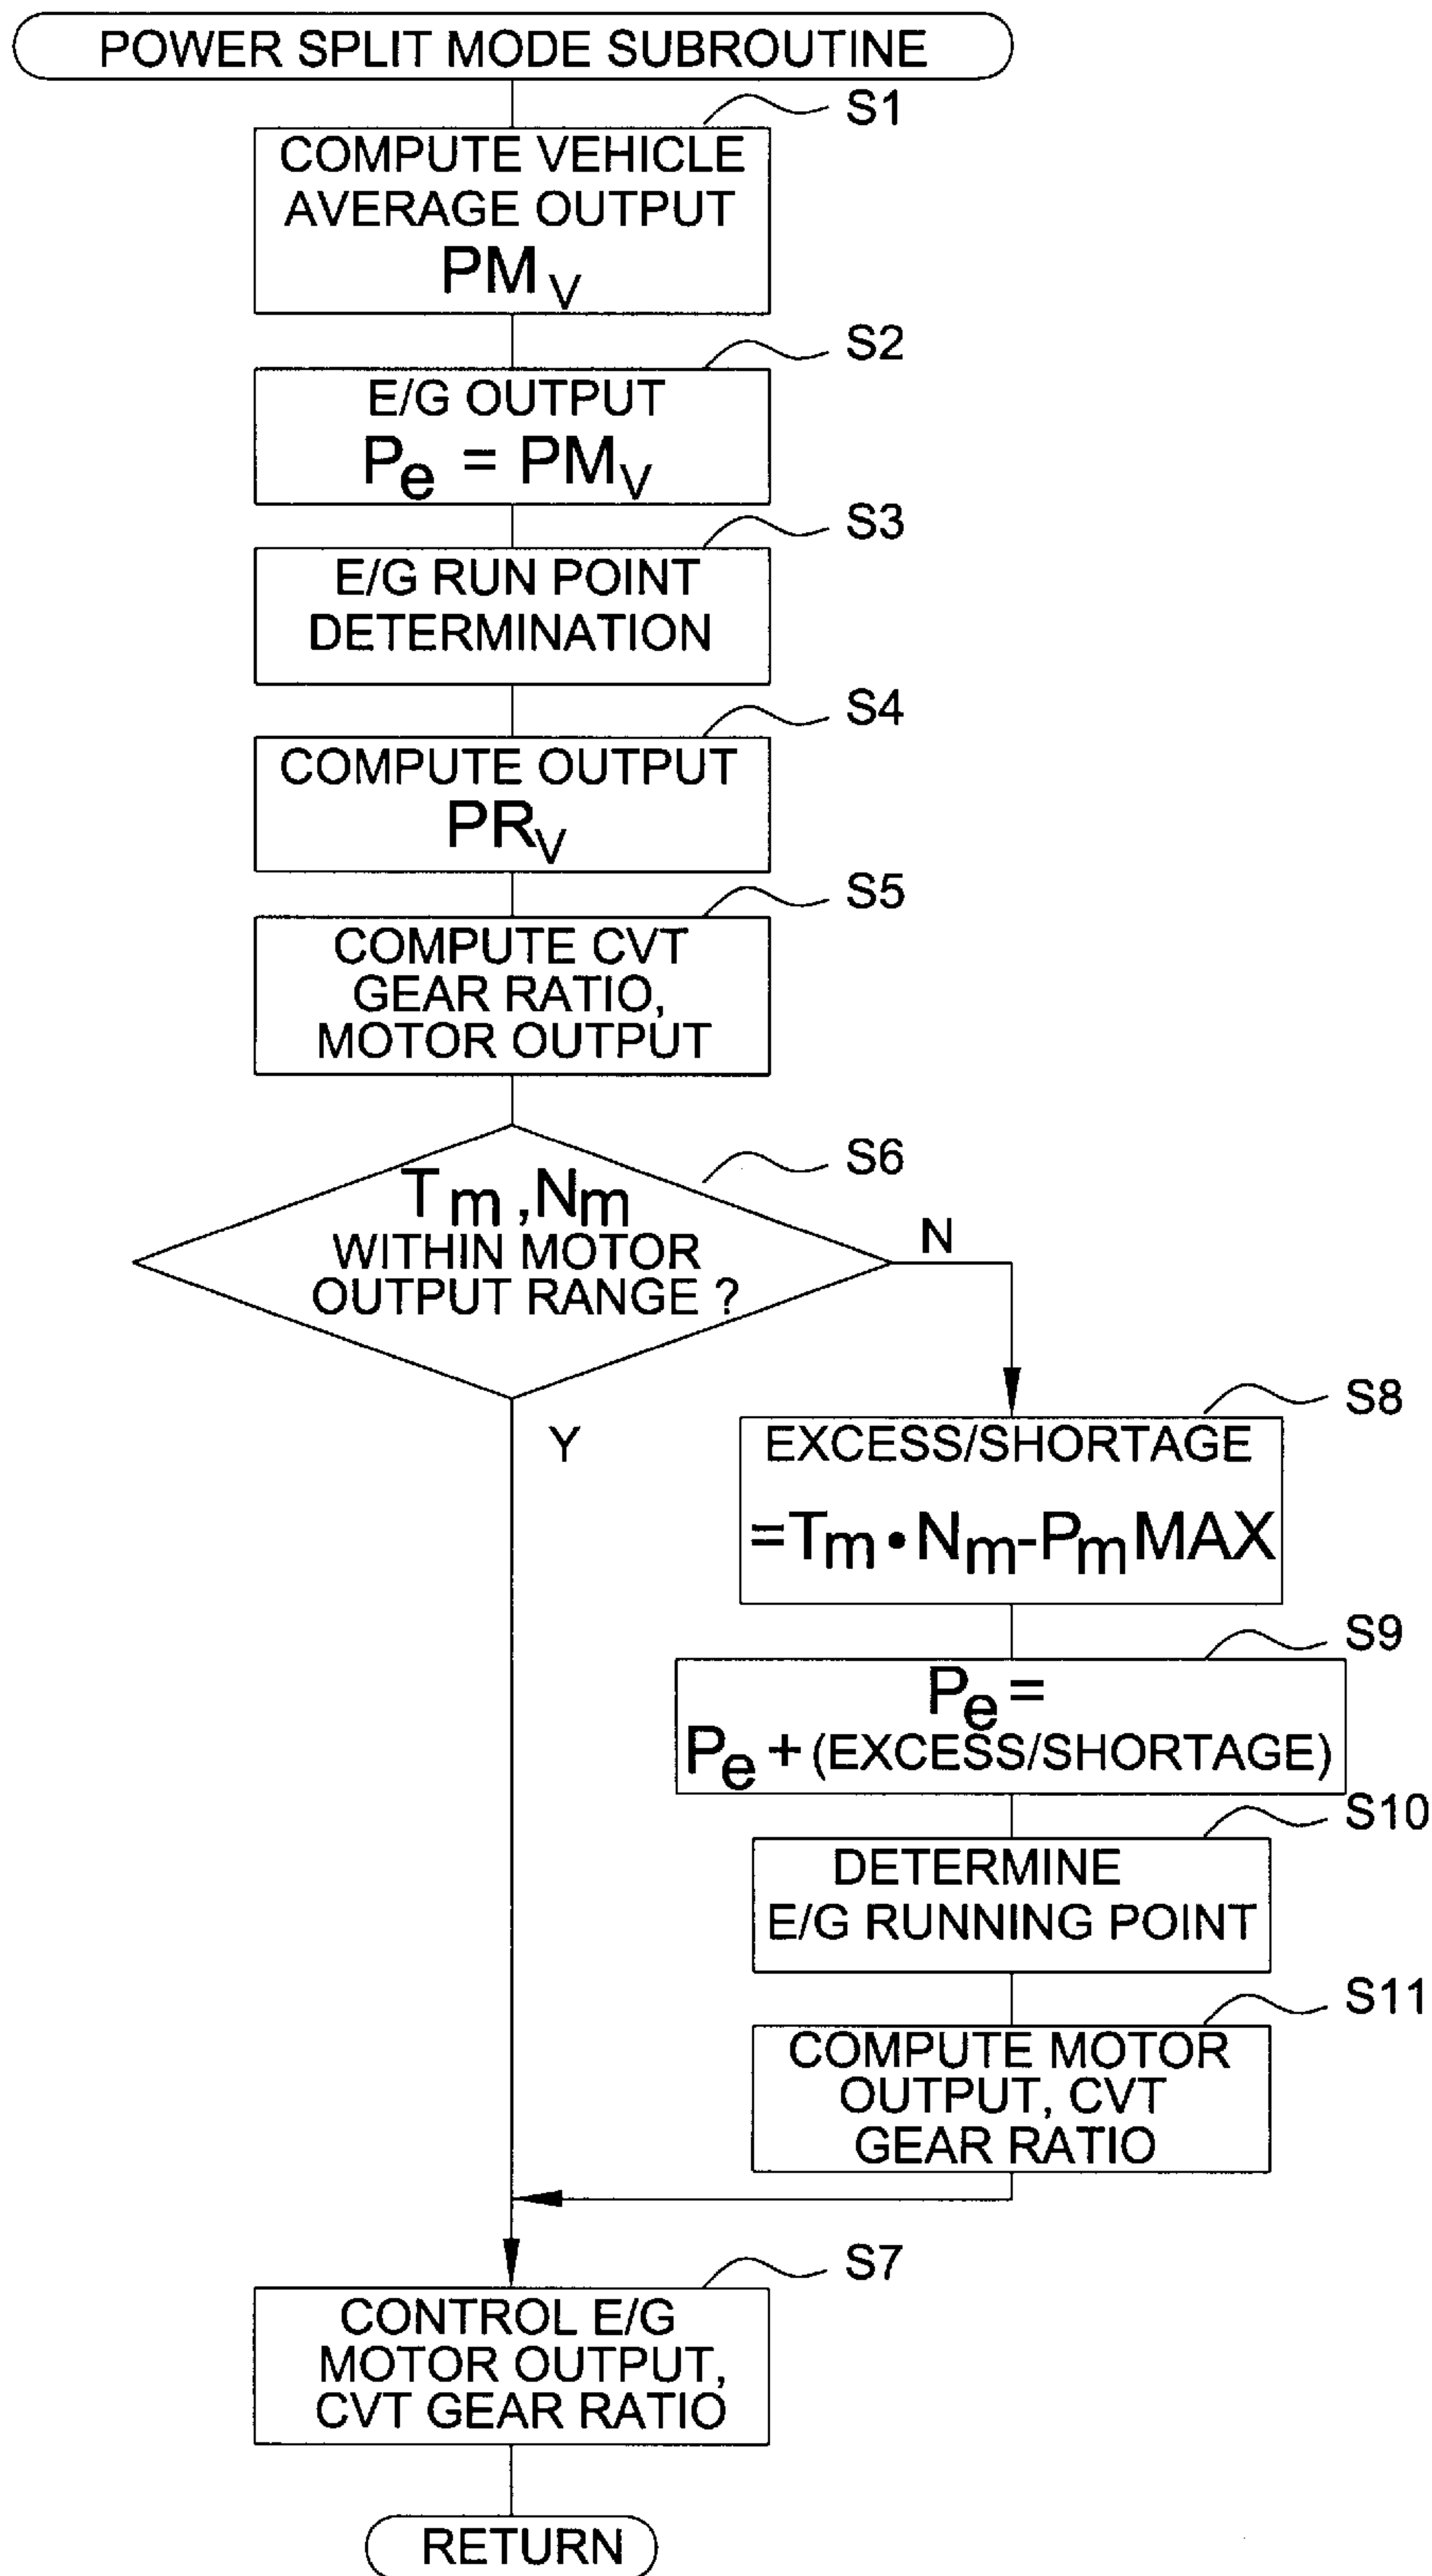 POWER SPLIT MODE SUBROUTINE
S1
COMPUTE VEHICLE
AVERAGE OUTPUT
PMV
S2
E/G OUTPUT
Pe = PMV
S3
E/G RUN POINT
DETERMINATION
S4
COMPUTE OUTPUT
PRV
S5
COMPUTE CVT
GEAR RATIO,
MOTOR OUTPUT
S6
Tm ,Nm
WITHIN MOTOR
OUTPUT RANGE ?
N
Y
S8
EXCESS/SHORTAGE
=Tm•Nm-PmMAX
S9
Pe =
Pe + (EXCESS/SHORTAGE)
S10
DETERMINE
E/G RUNNING POINT
S11
COMPUTE MOTOR
OUTPUT, CVT
GEAR RATIO
S7
CONTROL E/G
MOTOR OUTPUT,
CVT GEAR RATIO
RETURN